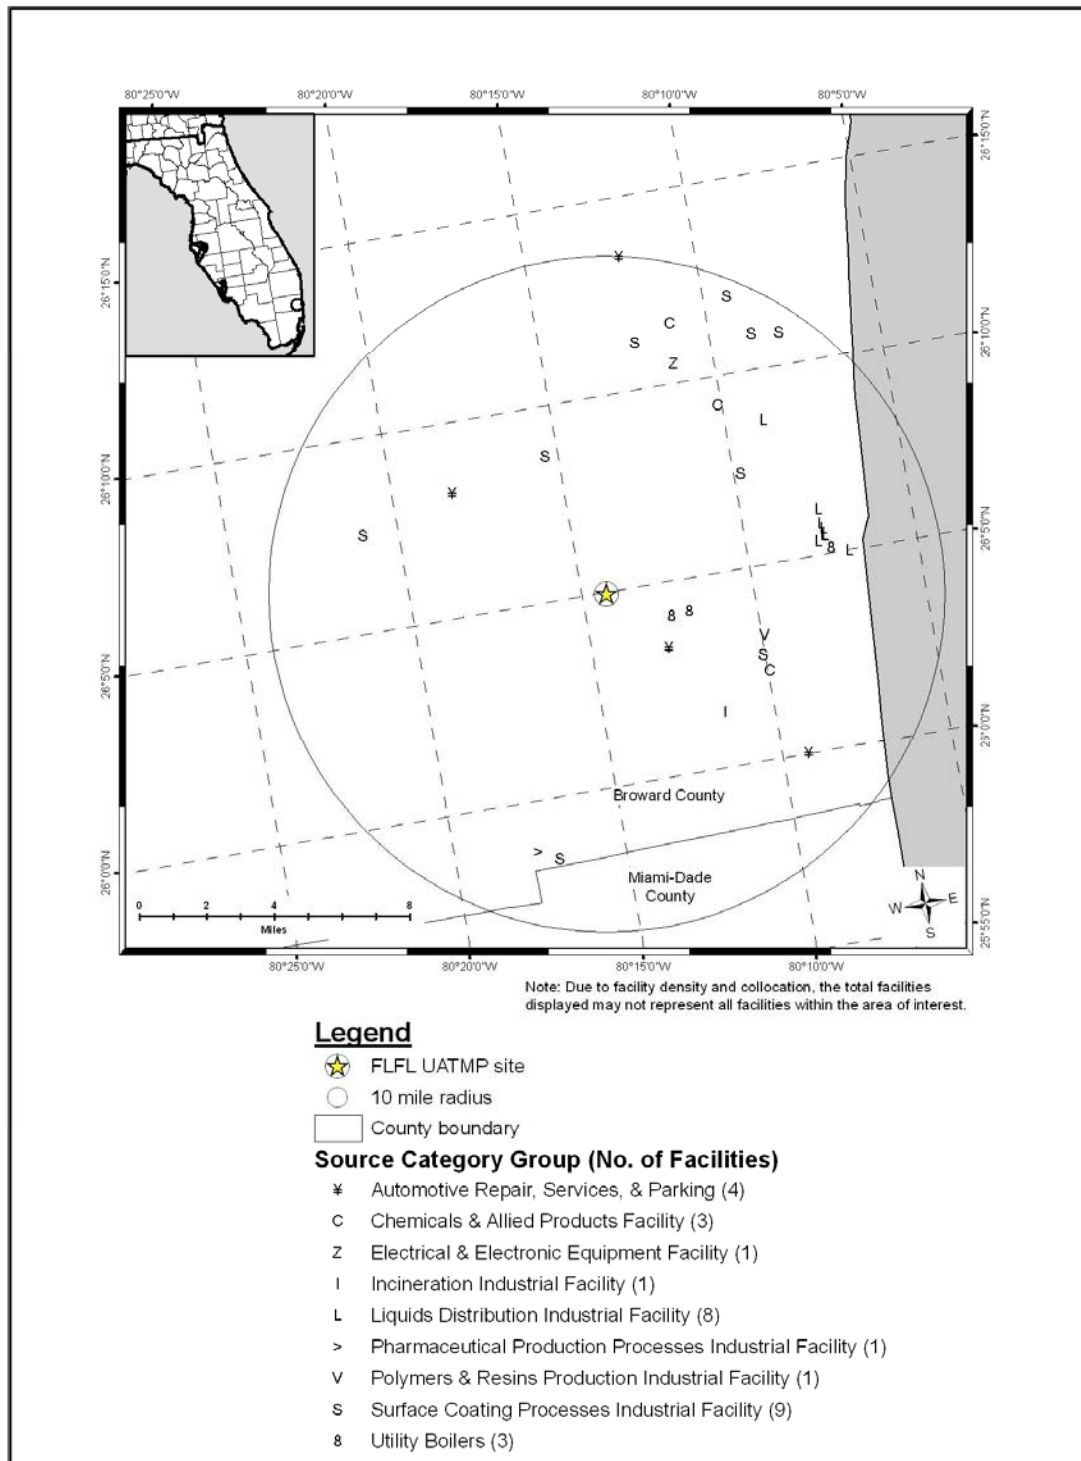 80°25'0"W 80°20'0"W 80°15'0"W 80°10'0"W 80°5'0"W
26°15'0"N
26°15'0"N
26°10'0"N
26°10'0"N
26°5'0"N
26°5'0"N
26°0'0"N
26°0'0"N
25°55'0"N
¥
S
C
S
S
S
Z
C
L
S
S
¥
L
L
L
L
8
L
S
8
8
¥
V
S
C
I
¥
Broward County
>
S
Miami-Dade
County
N
W E
S
0 2 4 6 8
Miles
80°25'0"W 80°20'0"W 80°15'0"W 80°10'0"W
Note: Due to facility density and collocation, the total facilities
displayed may not represent all facilities within the area of interest.
Legend
FLFL UATMP site
10 mile radius
County boundary
Source Category Group (No. of Facilities)
¥ Automotive Repair, Services, & Parking (4)
C Chemicals & Allied Products Facility (3)
Z Electrical & Electronic Equipment Facility (1)
I Incineration Industrial Facility (1)
L Liquids Distribution Industrial Facility (8)
> Pharmaceutical Production Processes Industrial Facility (1)
V Polymers & Resins Production Industrial Facility (1)
S Surface Coating Processes Industrial Facility (9)
8 Utility Boilers (3)